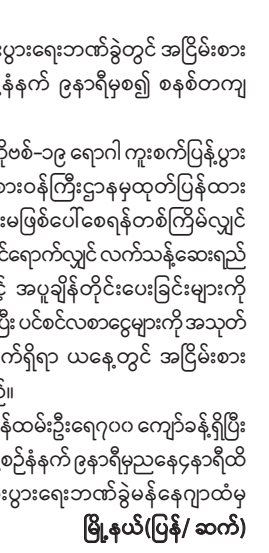 းပွားရေးဘဏ်ခွဲတွင် အငြိမ်းစား
နံနက် ၉နာရီမှစ၍ စနစ်တကျ
ကိုဗစ်-၁၉ ရောဂါ ကူးစက်ပြန့်ပွား
စားဝန်ကြီးဌာနမှထုတ်ပြန်ထား
းမဖြစ်ပေါ်စေရန်တစ်ကြိမ်လျှင်
င်ရောက်လျှင် လက်သန့်ဆေးရည်
င့် အပူချိန်တိုင်းပေးခြင်းများကို
ပြီး ပင်စင်လစာငွေများကို အသုတ်
က်ရှိရာ ယနေ့တွင် အငြိမ်းစား
ည်။
န်ထမ်းဦးရေ၇၀၀ ကျော်ခန့်ရှိပြီး
စဉ်နံနက် ၉နာရီမှညနေ၄နာရီထိ
းပွားရေးဘဏ်ခွဲမန်နေဂျာထံမှ
မြို့နယ်(ပြန်/ ဆက်)